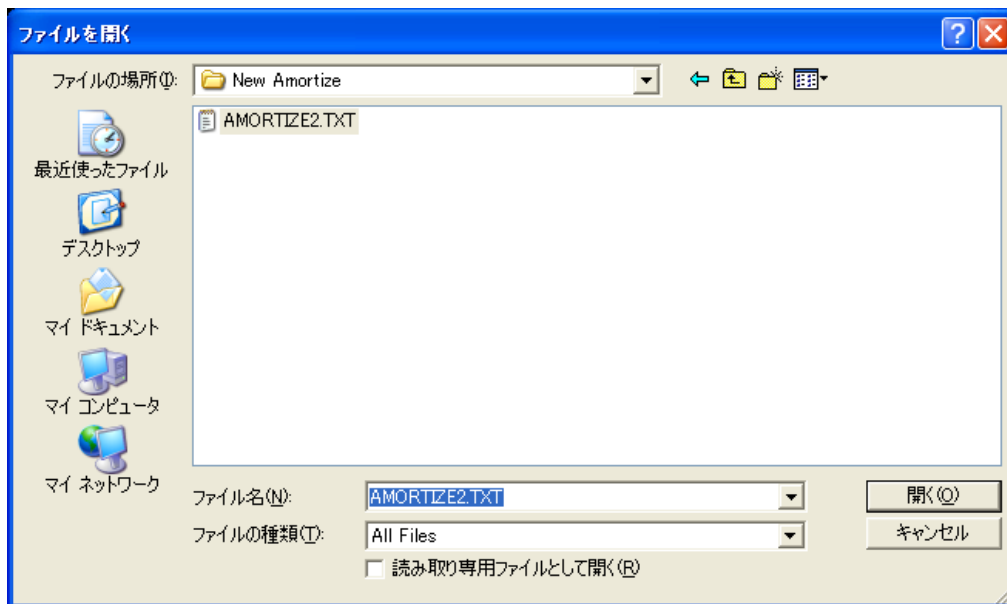 ファイルを開く
ファイルの場所(I):
New Amortize
AMORTIZE2.TXT
最近使ったファイル
デスクトップ
マイ ドキュメント
マイ コンピュータ
マイ ネットワーク
ファイル名(N):
AMORTIZE2.TXT
開く(O)
ファイルの種類(T):
All Files
キャンセル
読み取り専用ファイルとして開く(R)